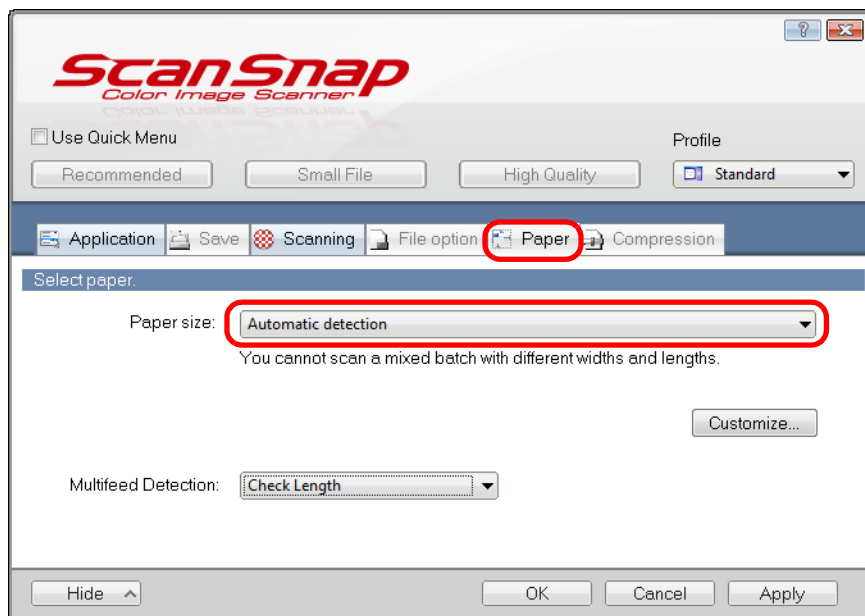 ScanSnap
Color Image Scanner
Use Quick Menu
Profile
Recommended Small File High Quality Standard
Application Save Scanning File option Paper Compression
Select paper.
Paper size: Automatic detection
You cannot scan a mixed batch with different widths and lengths.
Customize...
Multifeed Detection: Check Length
Hide OK Cancel Apply